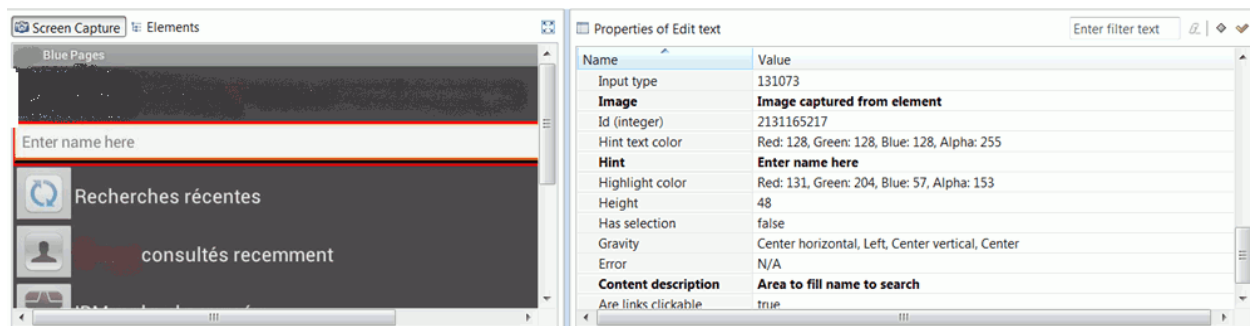 Screen Capture Elements
Blue Pages
Enter name here
Recherches récentes
consultés recemment
Properties of Edit text
Enter filter text
Name Value
Input type 131073
Image Image captured from element
Id (integer) 2131165217
Hint text color Red: 128, Green: 128, Blue: 128, Alpha: 255
Hint Enter name here
Highlight color Red: 131, Green: 204, Blue: 57, Alpha: 153
Height 48
Has selection false
Gravity Center horizontal, Left, Center vertical, Center
Error N/A
Content description Area to fill name to search
Are links clickable true